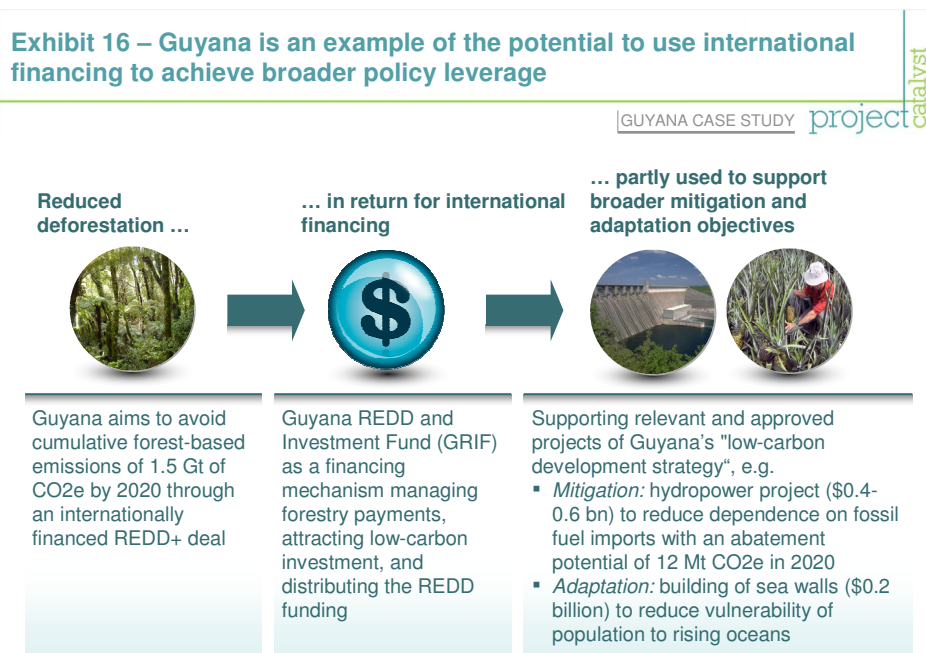 Exhibit 16 – Guyana is an example of the potential to use international
financing to achieve broader policy leverage
GUYANA CASE STUDY
project
catalyst
Reduced
deforestation …
… in return for international
financing
… partly used to support
broader mitigation and
adaptation objectives
$
Guyana aims to avoid
cumulative forest-based
emissions of 1.5 Gt of
CO2e by 2020 through
an internationally
financed REDD+ deal
Guyana REDD and
Investment Fund (GRIF)
as a financing
mechanism managing
forestry payments,
attracting low-carbon
investment, and
distributing the REDD
funding
Supporting relevant and approved
projects of Guyana's "low-carbon
development strategy“, e.g.
▪ Mitigation: hydropower project ($0.4-
0.6 bn) to reduce dependence on fossil
fuel imports with an abatement
potential of 12 Mt CO2e in 2020
▪ Adaptation: building of sea walls ($0.2
billion) to reduce vulnerability of
population to rising oceans